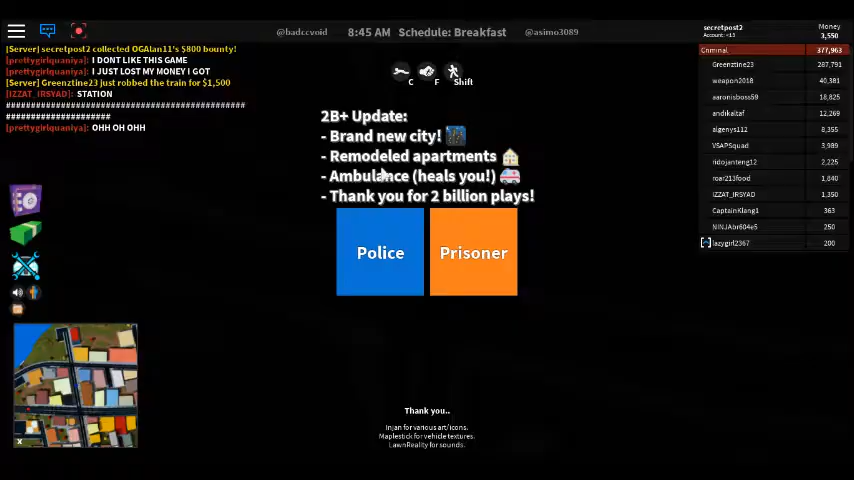 @badccvoid 8:45 AM Schedule: Breakfast @asimo3089
secretpost2
Account: <13
Money
3,550
[Server] secretpost2 collected OGAlan11's $800 bounty!
[prettygirlquaniya]: I DONT LIKE THIS GAME
[prettygirlquaniya]: I JUST LOST MY MONEY I GOT
[Server] Greenztine23 just robbed the train for $1,500
[IZZAT_IRSYAD]: STATION
################################################
#####################
[prettygirlquaniya]: OHH OH OHH
C F Shift
2B+ Update:
- Brand new city!
- Remodeled apartments
- Ambulance (heals you!)
- Thank you for 2 billion plays!
Police
Prisoner
Criminal 377,963
Greenztine23 287,791
weapon2018 40,381
aaronisboss59 18,825
andikaltaf 12,269
algenys112 8,355
VSAPSquad 3,989
ridojanteng12 2,225
roar213food 1,840
IZZAT_IRSYAD 1,350
CaptainKlang1 363
NINJAbr604e5 250
lazygirl2367 200
X
Thank you..
Injan for various art/icons.
Maplestick for vehicle textures.
LawnReality for sounds.